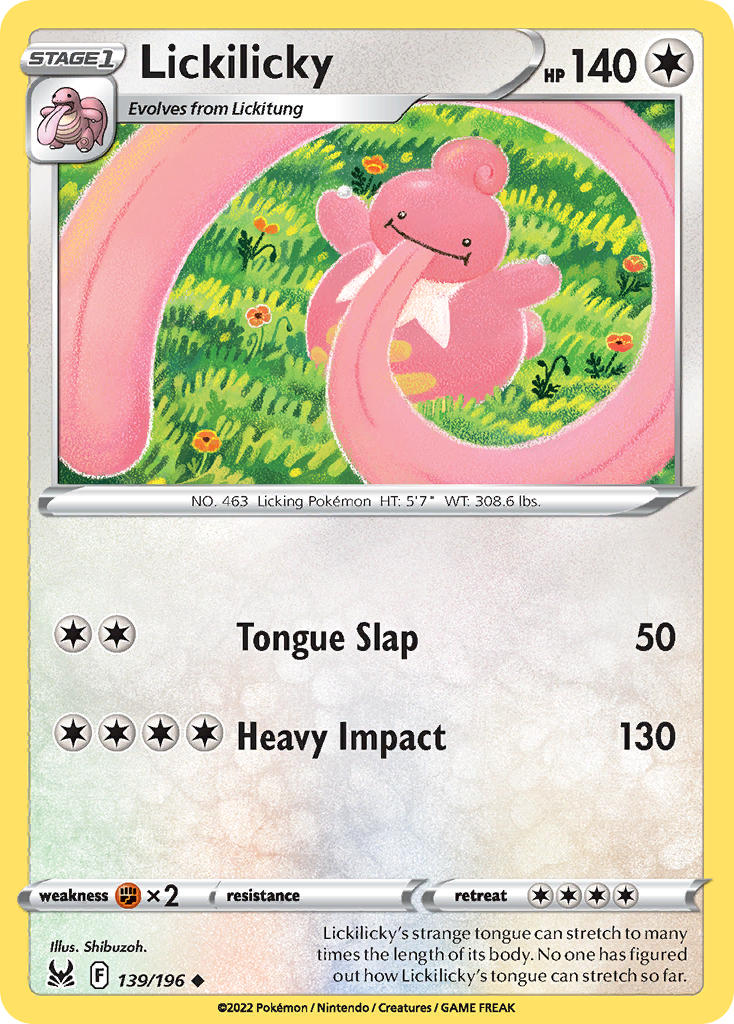 STAGE 1
Lickilicky
HP 140
Evolves from Lickitung
NO. 463 Licking Pokémon HT: 5'7" WT: 308.6 lbs.
Tongue Slap 50
Heavy Impact 130
weakness ×2 resistance retreat
Illus. Shibuzoh.
Lickilicky's strange tongue can stretch to many
times the length of its body. No one has figured
out how Lickilicky's tongue can stretch so far.
F 139/196
©2022 Pokémon / Nintendo / Creatures / GAME FREAK